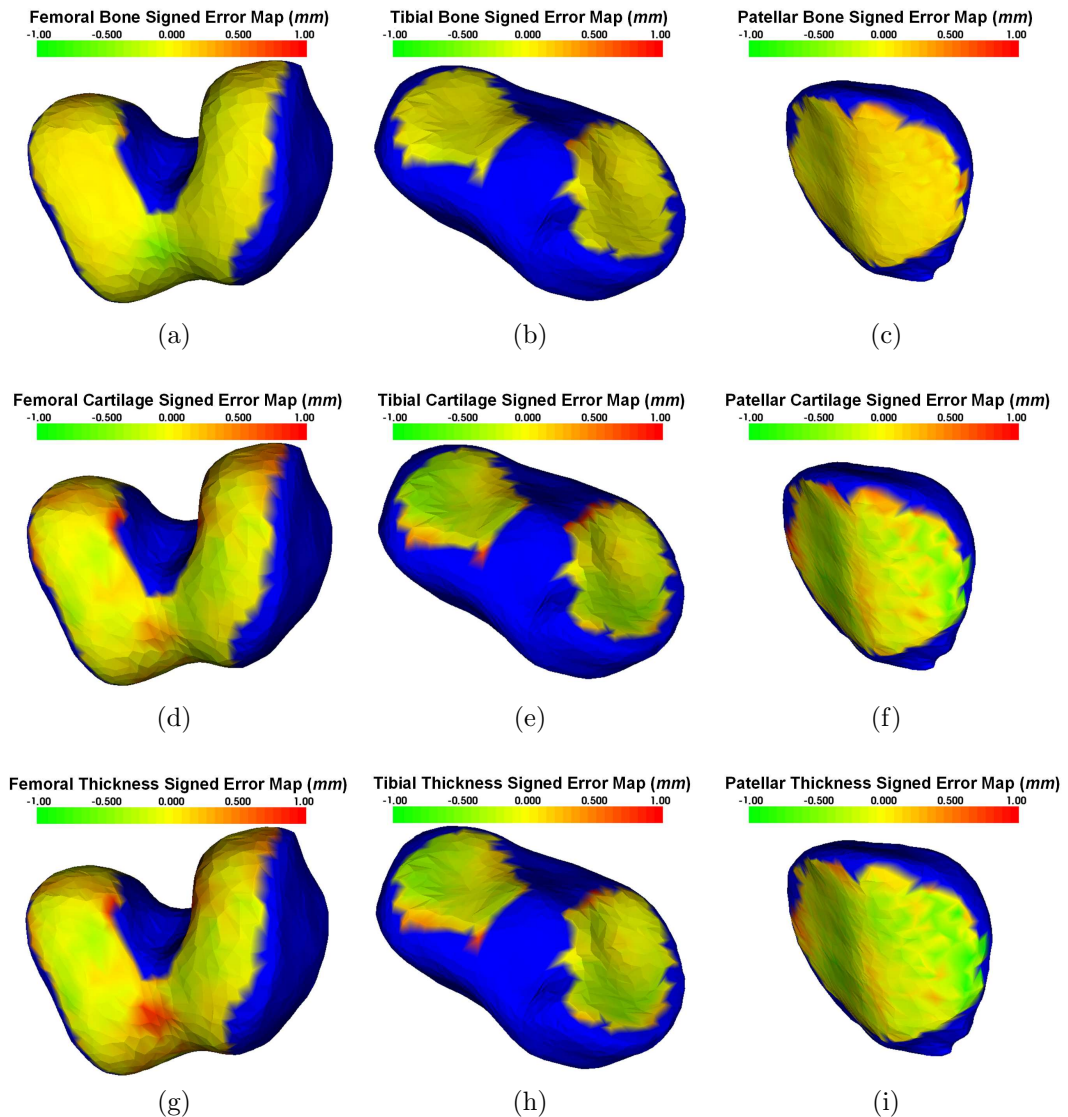 Femoral Bone Signed Error Map (mm)
-1.00 -0.500 0.000 0.500 1.00
Tibial Bone Signed Error Map (mm)
-1.00 -0.500 0.000 0.500 1.00
Patellar Bone Signed Error Map (mm)
-1.00 -0.500 0.000 0.500 1.00
(a)
(b)
(c)
Femoral Cartilage Signed Error Map (mm)
-1.00 -0.500 0.000 0.500 1.00
Tibial Cartilage Signed Error Map (mm)
-1.00 -0.500 0.000 0.500 1.00
Patellar Cartilage Signed Error Map (mm)
-1.00 -0.500 0.000 0.500 1.00
(d)
(e)
(f)
Femoral Thickness Signed Error Map (mm)
-1.00 -0.500 0.000 0.500 1.00
Tibial Thickness Signed Error Map (mm)
-1.00 -0.500 0.000 0.500 1.00
Patellar Thickness Signed Error Map (mm)
-1.00 -0.500 0.000 0.500 1.00
(g)
(h)
(i)